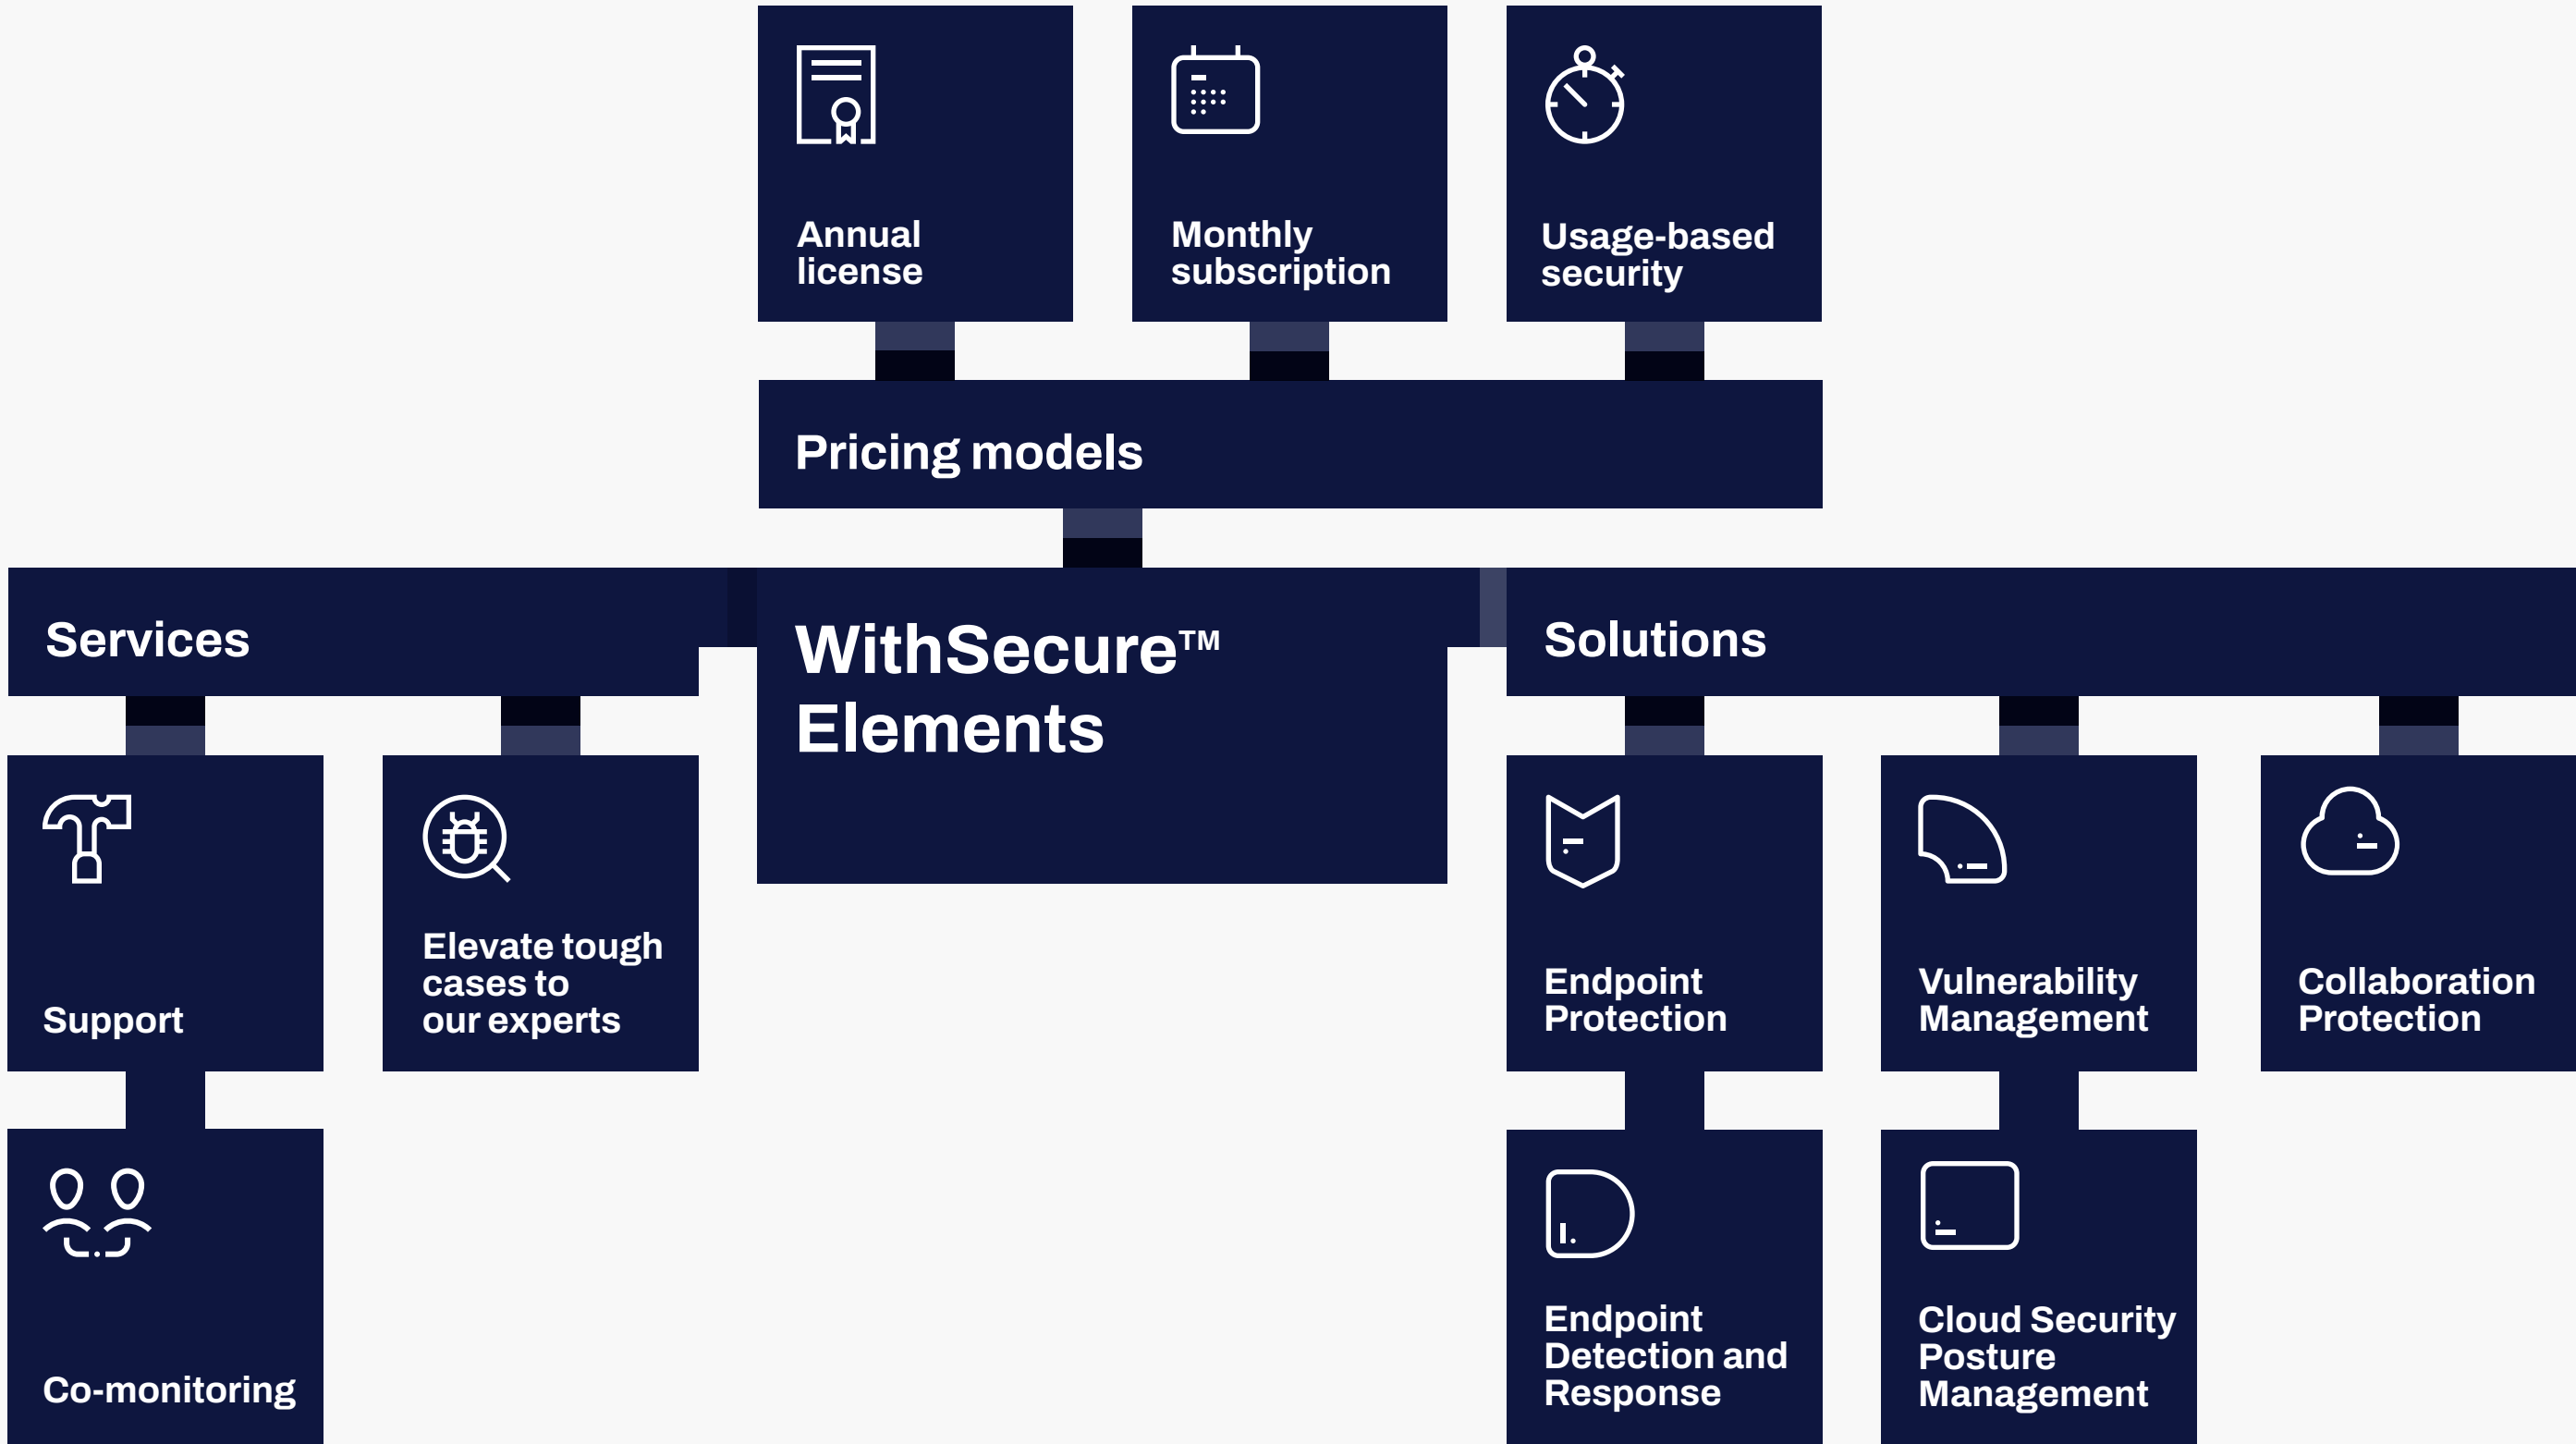 Annual
license
Monthly
subscription
Usage-based
security
Pricing models
Services
WithSecure™
Elements
Solutions
Support
Elevate tough
cases to
our experts
Endpoint
Protection
Vulnerability
Management
Collaboration
Protection
Co-monitoring
Endpoint
Detection and
Response
Cloud Security
Posture
Management